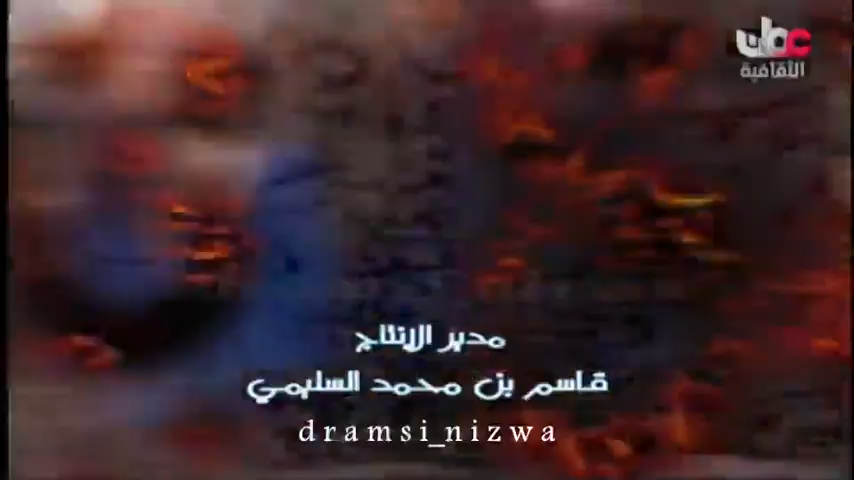 عمان
الثقافية
مدير الإنتاج
قاسم بن محمد السليمي
dramsi_nizwa